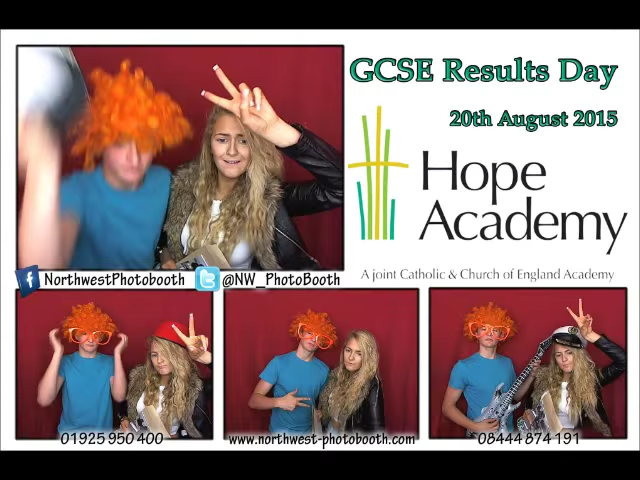 GCSE Results Day
20th August 2015
Hope
Academy
A joint Catholic & Church of England Academy
NorthwestPhotobooth @NW_PhotoBooth
01925 950 400
www.northwest-photobooth.com
08444 874 191